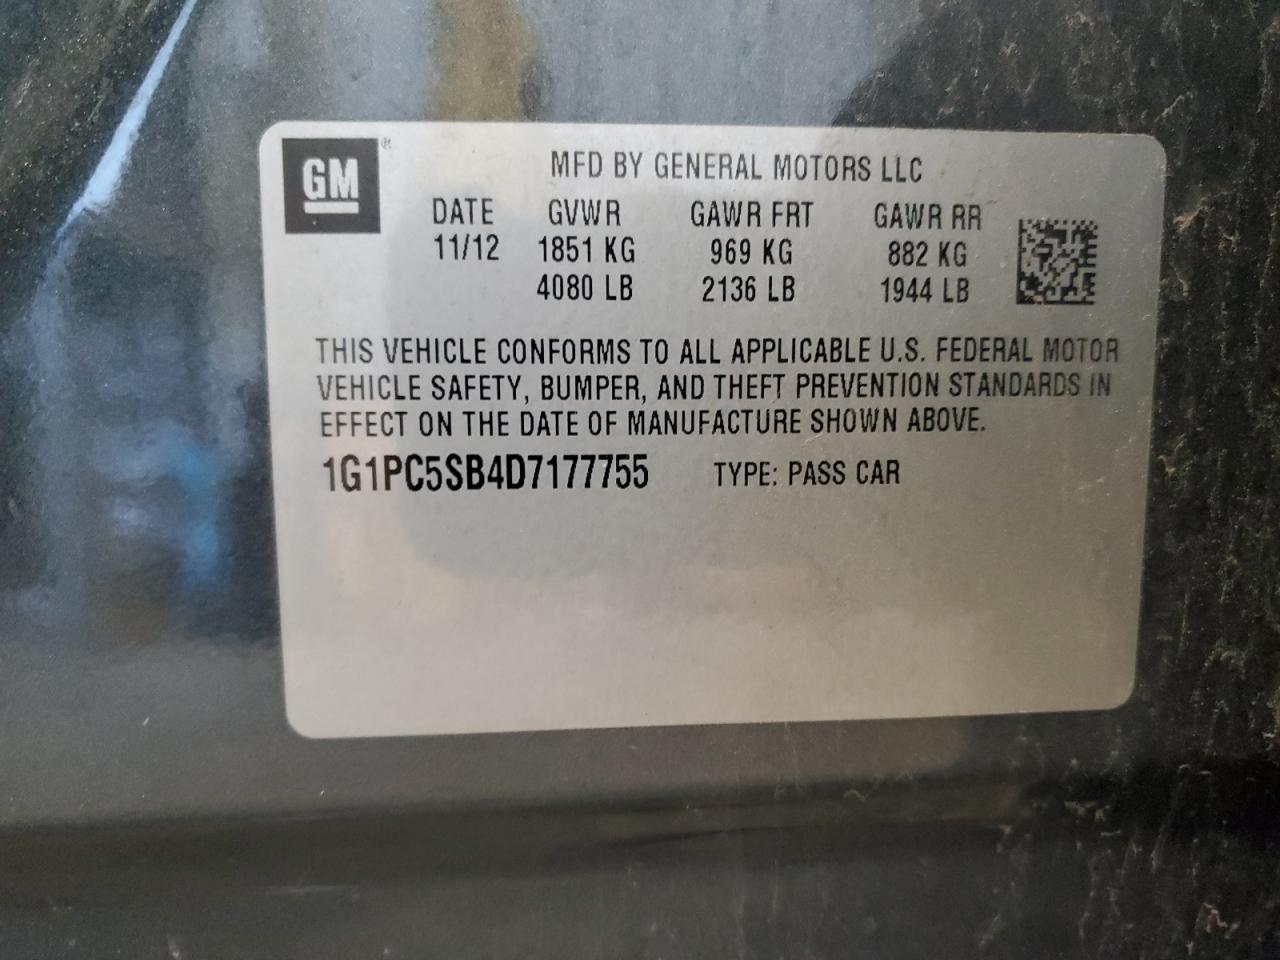 GM ®
MFD BY GENERAL MOTORS LLC
DATE GVWR GAWR FRT GAWR RR
11/12 1851 KG 969 KG 882 KG
4080 LB 2136 LB 1944 LB
THIS VEHICLE CONFORMS TO ALL APPLICABLE U.S. FEDERAL MOTOR
VEHICLE SAFETY, BUMPER, AND THEFT PREVENTION STANDARDS IN
EFFECT ON THE DATE OF MANUFACTURE SHOWN ABOVE.
1G1PC5SB4D7177755 TYPE: PASS CAR